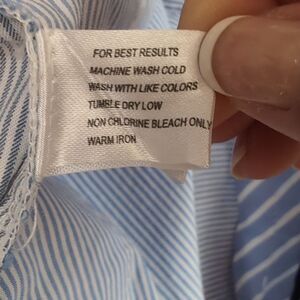 FOR BEST RESULTS
MACHINE WASH COLD
WASH WITH LIKE COLORS
TUMBLE DRY LOW
NON CHLORINE BLEACH ONLY
WARM IRON